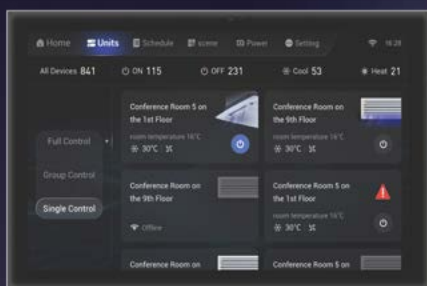 Home Units Schedule scene Power Setting 16:28
All Devices 841 ON 115 OFF 231 Cool 53 Heat 21
Full Control
Group Control
Single Control
Conference Room 5 on
the 1st Floor
room temperature 16°C
30°C
Conference Room on
the 9th Floor
room temperature 16°C
30°C
Conference Room on
the 9th Floor
Offline
Conference Room 5 on
the 1st Floor
room temperature 16°C
30°C
Conference Room on
Conference Room 5 on